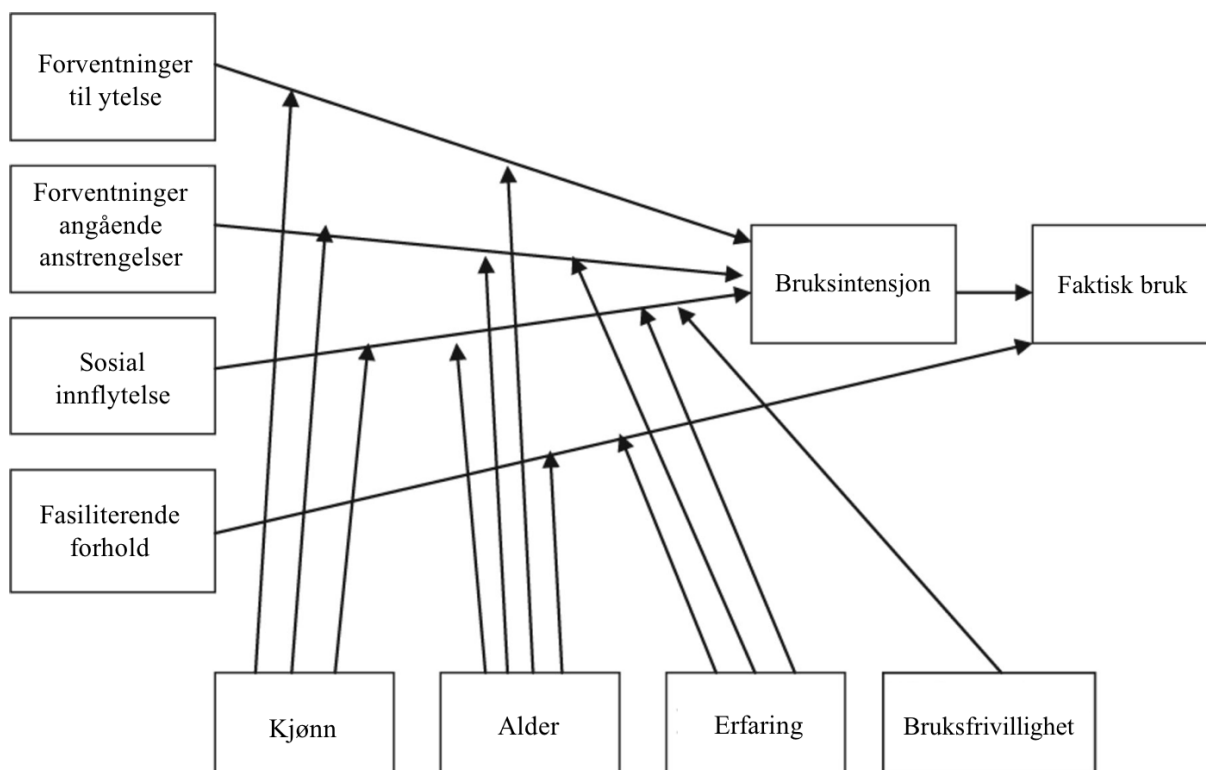 Forventninger
til ytelse
Forventninger
angående
anstrengelser
Sosial
innflytelse
Fasiliterende
forhold
Bruksintensjon
Faktisk bruk
Kjønn
Alder
Erfaring
Bruksfrivillighet